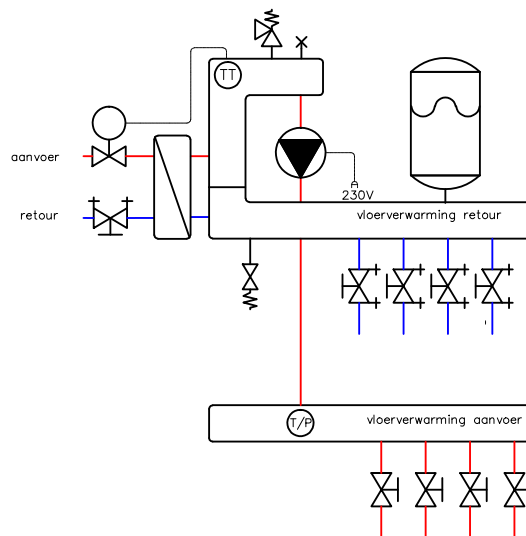 TT
aanvoer
230V
retour
vloerverwarming retour
T/P
vloerverwarming aanvoer